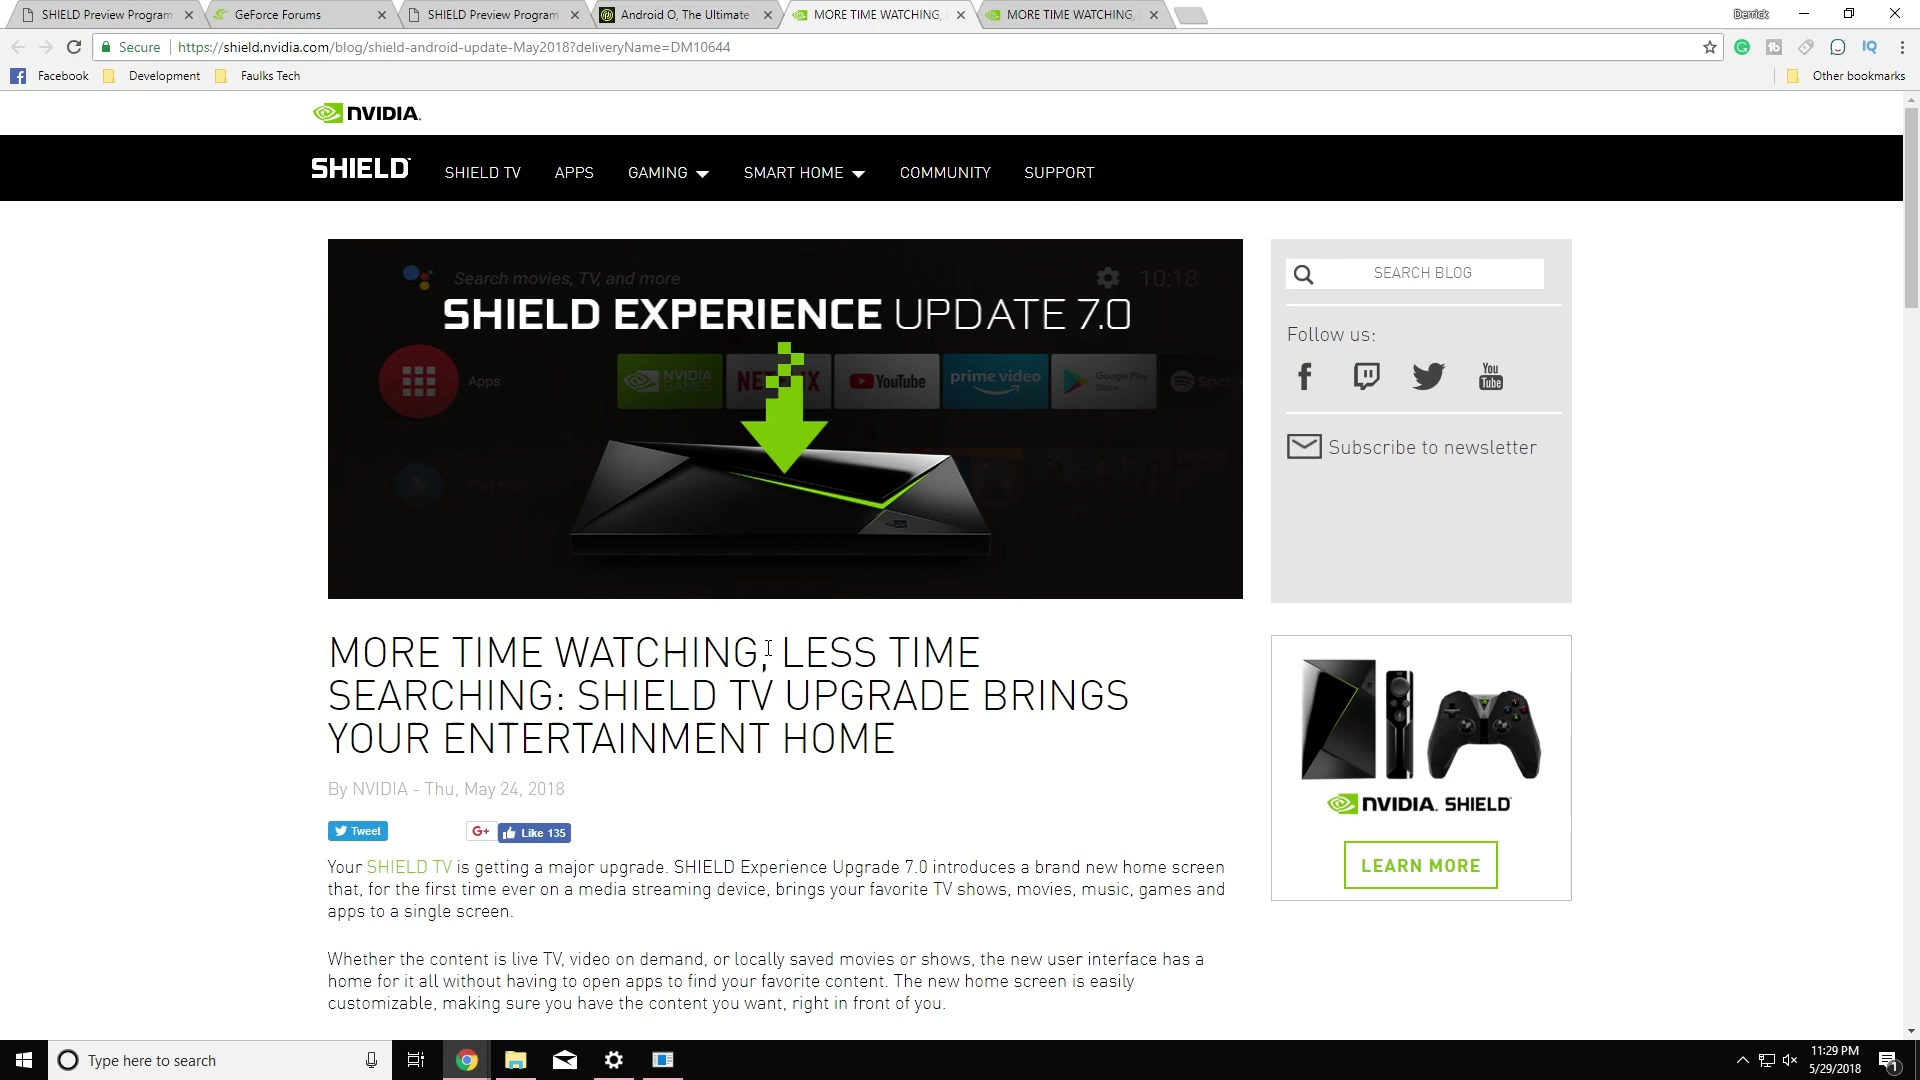 SHIELD Preview Program
GeForce Forums
SHIELD Preview Program
Android O, The Ultimate
MORE TIME WATCHING,
MORE TIME WATCHING,
Derrick
Secure
https://shield.nvidia.com/blog/shield-android-update-May2018?deliveryName=DM10644
Facebook
Development
Faulks Tech
Other bookmarks
NVIDIA.
SHIELD
SHIELD TV
APPS
GAMING
SMART HOME
COMMUNITY
SUPPORT
Search movies, TV, and more
10:18
SHIELD EXPERIENCE UPDATE 7.0
Apps
NVIDIA GAMES
NETFLIX
YouTube
prime video
Google Play Store
Play Next
SEARCH BLOG
Follow us:
You
Tube
Subscribe to newsletter
MORE TIME WATCHING, LESS TIME
SEARCHING: SHIELD TV UPGRADE BRINGS
YOUR ENTERTAINMENT HOME
By NVIDIA - Thu, May 24, 2018
Tweet
G+
Like 135
Your SHIELD TV is getting a major upgrade. SHIELD Experience Upgrade 7.0 introduces a brand new home screen
that, for the first time ever on a media streaming device, brings your favorite TV shows, movies, music, games and
apps to a single screen.
Whether the content is live TV, video on demand, or locally saved movies or shows, the new user interface has a
home for it all without having to open apps to find your favorite content. The new home screen is easily
customizable, making sure you have the content you want, right in front of you.
NVIDIA. SHIELD
LEARN MORE
Type here to search
11:29 PM
5/29/2018
1